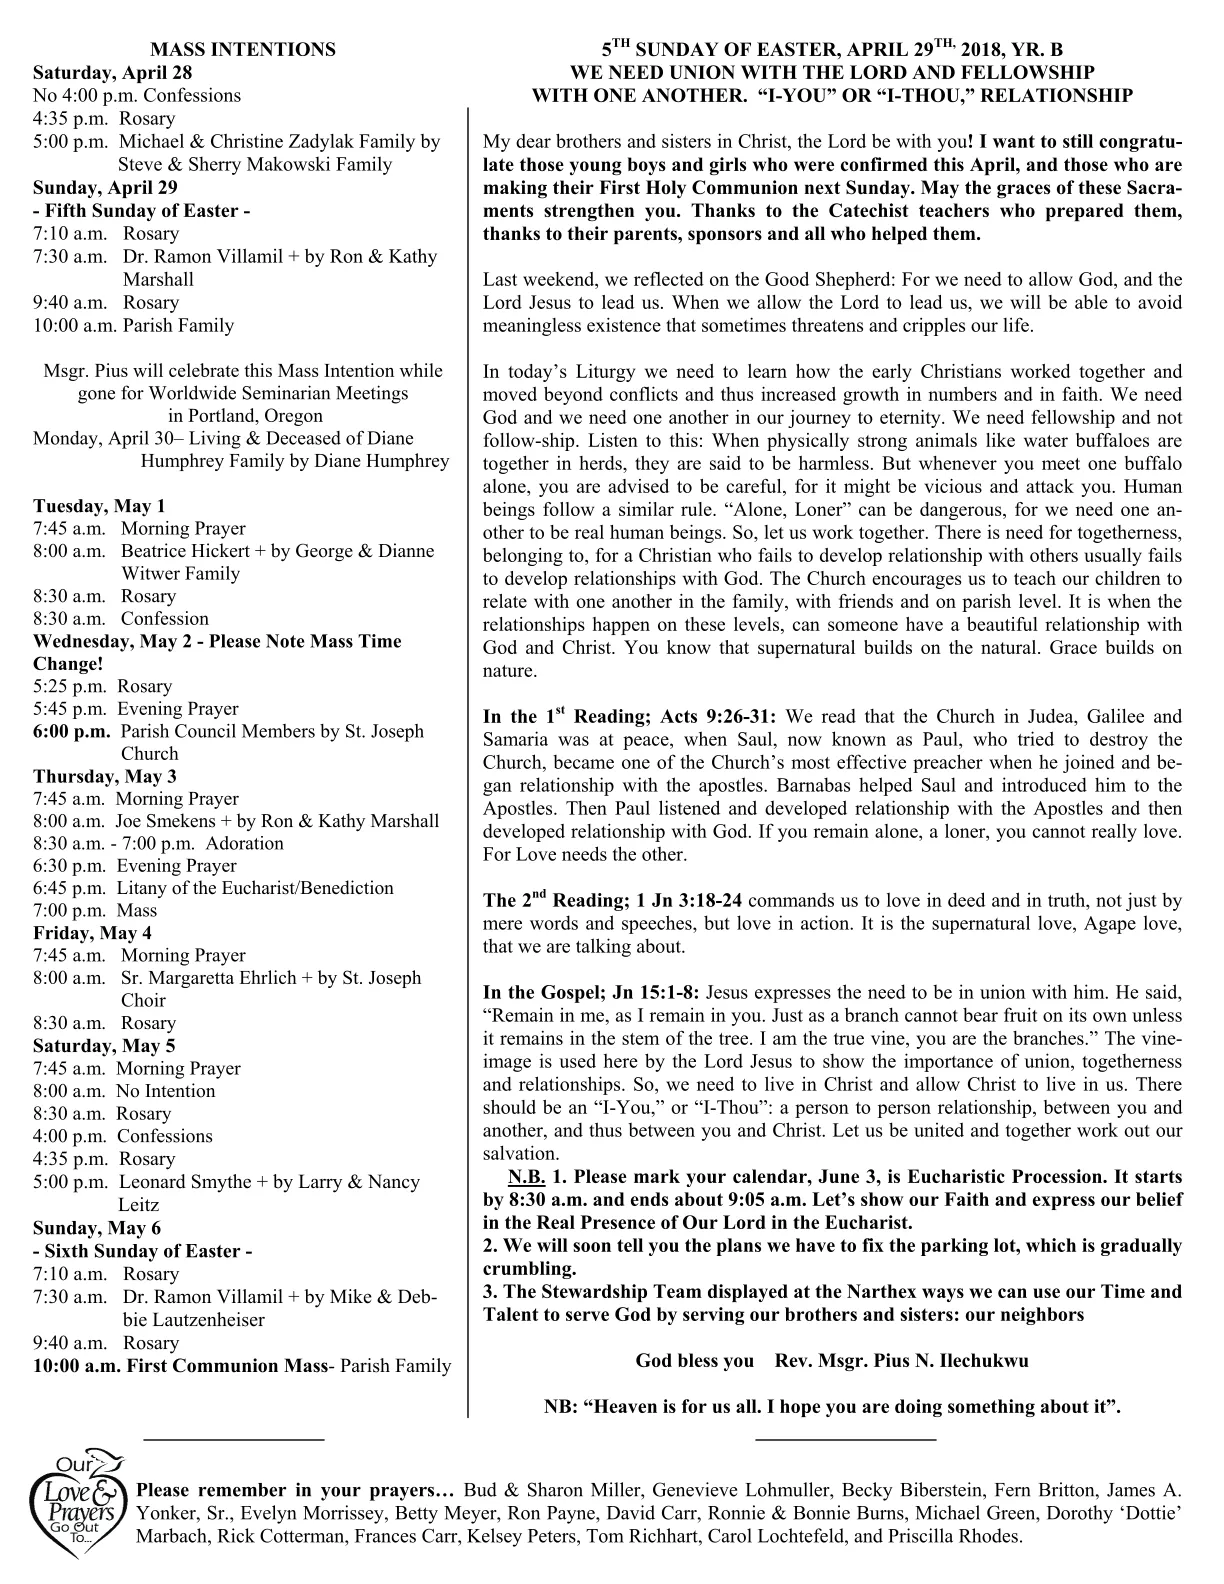 MASS INTENTIONS
Saturday, April 28
No 4:00 p.m. Confessions
4:35 p.m. Rosary
5:00 p.m. Michael & Christine Zadylak Family by
Steve & Sherry Makowski Family
Sunday, April 29
- Fifth Sunday of Easter -
7:10 a.m. Rosary
7:30 a.m. Dr. Ramon Villamil + by Ron & Kathy
Marshall
9:40 a.m. Rosary
10:00 a.m. Parish Family
Msgr. Pius will celebrate this Mass Intention while
gone for Worldwide Seminarian Meetings
in Portland, Oregon
Monday, April 30– Living & Deceased of Diane
Humphrey Family by Diane Humphrey
Tuesday, May 1
7:45 a.m. Morning Prayer
8:00 a.m. Beatrice Hickert + by George & Dianne
Witwer Family
8:30 a.m. Rosary
8:30 a.m. Confession
Wednesday, May 2 - Please Note Mass Time
Change!
5:25 p.m. Rosary
5:45 p.m. Evening Prayer
6:00 p.m. Parish Council Members by St. Joseph
Church
Thursday, May 3
7:45 a.m. Morning Prayer
8:00 a.m. Joe Smekens + by Ron & Kathy Marshall
8:30 a.m. - 7:00 p.m. Adoration
6:30 p.m. Evening Prayer
6:45 p.m. Litany of the Eucharist/Benediction
7:00 p.m. Mass
Friday, May 4
7:45 a.m. Morning Prayer
8:00 a.m. Sr. Margaretta Ehrlich + by St. Joseph
Choir
8:30 a.m. Rosary
Saturday, May 5
7:45 a.m. Morning Prayer
8:00 a.m. No Intention
8:30 a.m. Rosary
4:00 p.m. Confessions
4:35 p.m. Rosary
5:00 p.m. Leonard Smythe + by Larry & Nancy
Leitz
Sunday, May 6
- Sixth Sunday of Easter -
7:10 a.m. Rosary
7:30 a.m. Dr. Ramon Villamil + by Mike & Deb-
bie Lautzenheiser
9:40 a.m. Rosary
10:00 a.m. First Communion Mass- Parish Family
5TH SUNDAY OF EASTER, APRIL 29TH, 2018, YR. B
WE NEED UNION WITH THE LORD AND FELLOWSHIP
WITH ONE ANOTHER. “I-YOU” OR “I-THOU,” RELATIONSHIP
My dear brothers and sisters in Christ, the Lord be with you! I want to still congratu-
late those young boys and girls who were confirmed this April, and those who are
making their First Holy Communion next Sunday. May the graces of these Sacra-
ments strengthen you. Thanks to the Catechist teachers who prepared them,
thanks to their parents, sponsors and all who helped them.
Last weekend, we reflected on the Good Shepherd: For we need to allow God, and the
Lord Jesus to lead us. When we allow the Lord to lead us, we will be able to avoid
meaningless existence that sometimes threatens and cripples our life.
In today’s Liturgy we need to learn how the early Christians worked together and
moved beyond conflicts and thus increased growth in numbers and in faith. We need
God and we need one another in our journey to eternity. We need fellowship and not
follow-ship. Listen to this: When physically strong animals like water buffaloes are
together in herds, they are said to be harmless. But whenever you meet one buffalo
alone, you are advised to be careful, for it might be vicious and attack you. Human
beings follow a similar rule. “Alone, Loner” can be dangerous, for we need one an-
other to be real human beings. So, let us work together. There is need for togetherness,
belonging to, for a Christian who fails to develop relationship with others usually fails
to develop relationships with God. The Church encourages us to teach our children to
relate with one another in the family, with friends and on parish level. It is when the
relationships happen on these levels, can someone have a beautiful relationship with
God and Christ. You know that supernatural builds on the natural. Grace builds on
nature.
In the 1st Reading; Acts 9:26-31: We read that the Church in Judea, Galilee and
Samaria was at peace, when Saul, now known as Paul, who tried to destroy the
Church, became one of the Church’s most effective preacher when he joined and be-
gan relationship with the apostles. Barnabas helped Saul and introduced him to the
Apostles. Then Paul listened and developed relationship with the Apostles and then
developed relationship with God. If you remain alone, a loner, you cannot really love.
For Love needs the other.
The 2nd Reading; 1 Jn 3:18-24 commands us to love in deed and in truth, not just by
mere words and speeches, but love in action. It is the supernatural love, Agape love,
that we are talking about.
In the Gospel; Jn 15:1-8: Jesus expresses the need to be in union with him. He said,
“Remain in me, as I remain in you. Just as a branch cannot bear fruit on its own unless
it remains in the stem of the tree. I am the true vine, you are the branches.” The vine-
image is used here by the Lord Jesus to show the importance of union, togetherness
and relationships. So, we need to live in Christ and allow Christ to live in us. There
should be an “I-You,” or “I-Thou”: a person to person relationship, between you and
another, and thus between you and Christ. Let us be united and together work out our
salvation.
N.B. 1. Please mark your calendar, June 3, is Eucharistic Procession. It starts
by 8:30 a.m. and ends about 9:05 a.m. Let’s show our Faith and express our belief
in the Real Presence of Our Lord in the Eucharist.
2. We will soon tell you the plans we have to fix the parking lot, which is gradually
crumbling.
3. The Stewardship Team displayed at the Narthex ways we can use our Time and
Talent to serve God by serving our brothers and sisters: our neighbors
God bless you Rev. Msgr. Pius N. Ilechukwu
NB: “Heaven is for us all. I hope you are doing something about it”.
Our
Love &
Prayers
Go Out
To...
Please remember in your prayers… Bud & Sharon Miller, Genevieve Lohmuller, Becky Biberstein, Fern Britton, James A.
Yonker, Sr., Evelyn Morrissey, Betty Meyer, Ron Payne, David Carr, Ronnie & Bonnie Burns, Michael Green, Dorothy ‘Dottie’
Marbach, Rick Cotterman, Frances Carr, Kelsey Peters, Tom Richhart, Carol Lochtefeld, and Priscilla Rhodes.